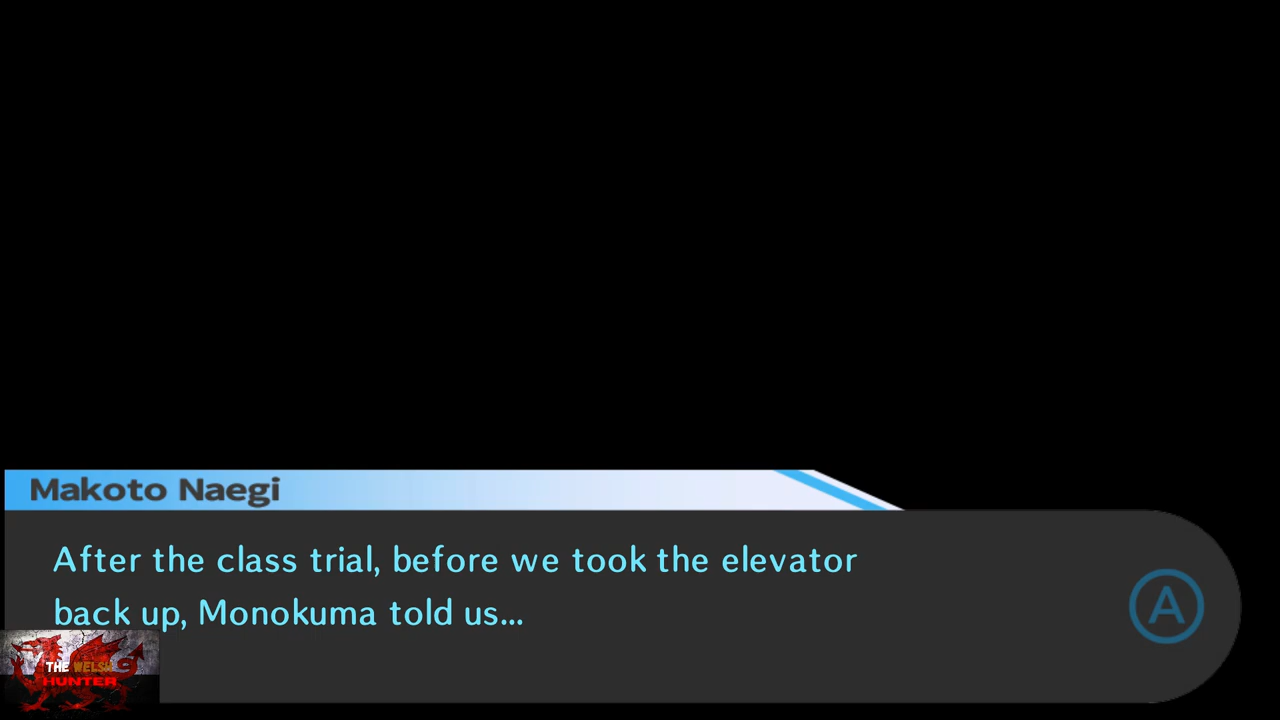 Makoto Naegi
After the class trial, before we took the elevator
back up, Monokuma told us...
A
THE WELSH
HUNTER